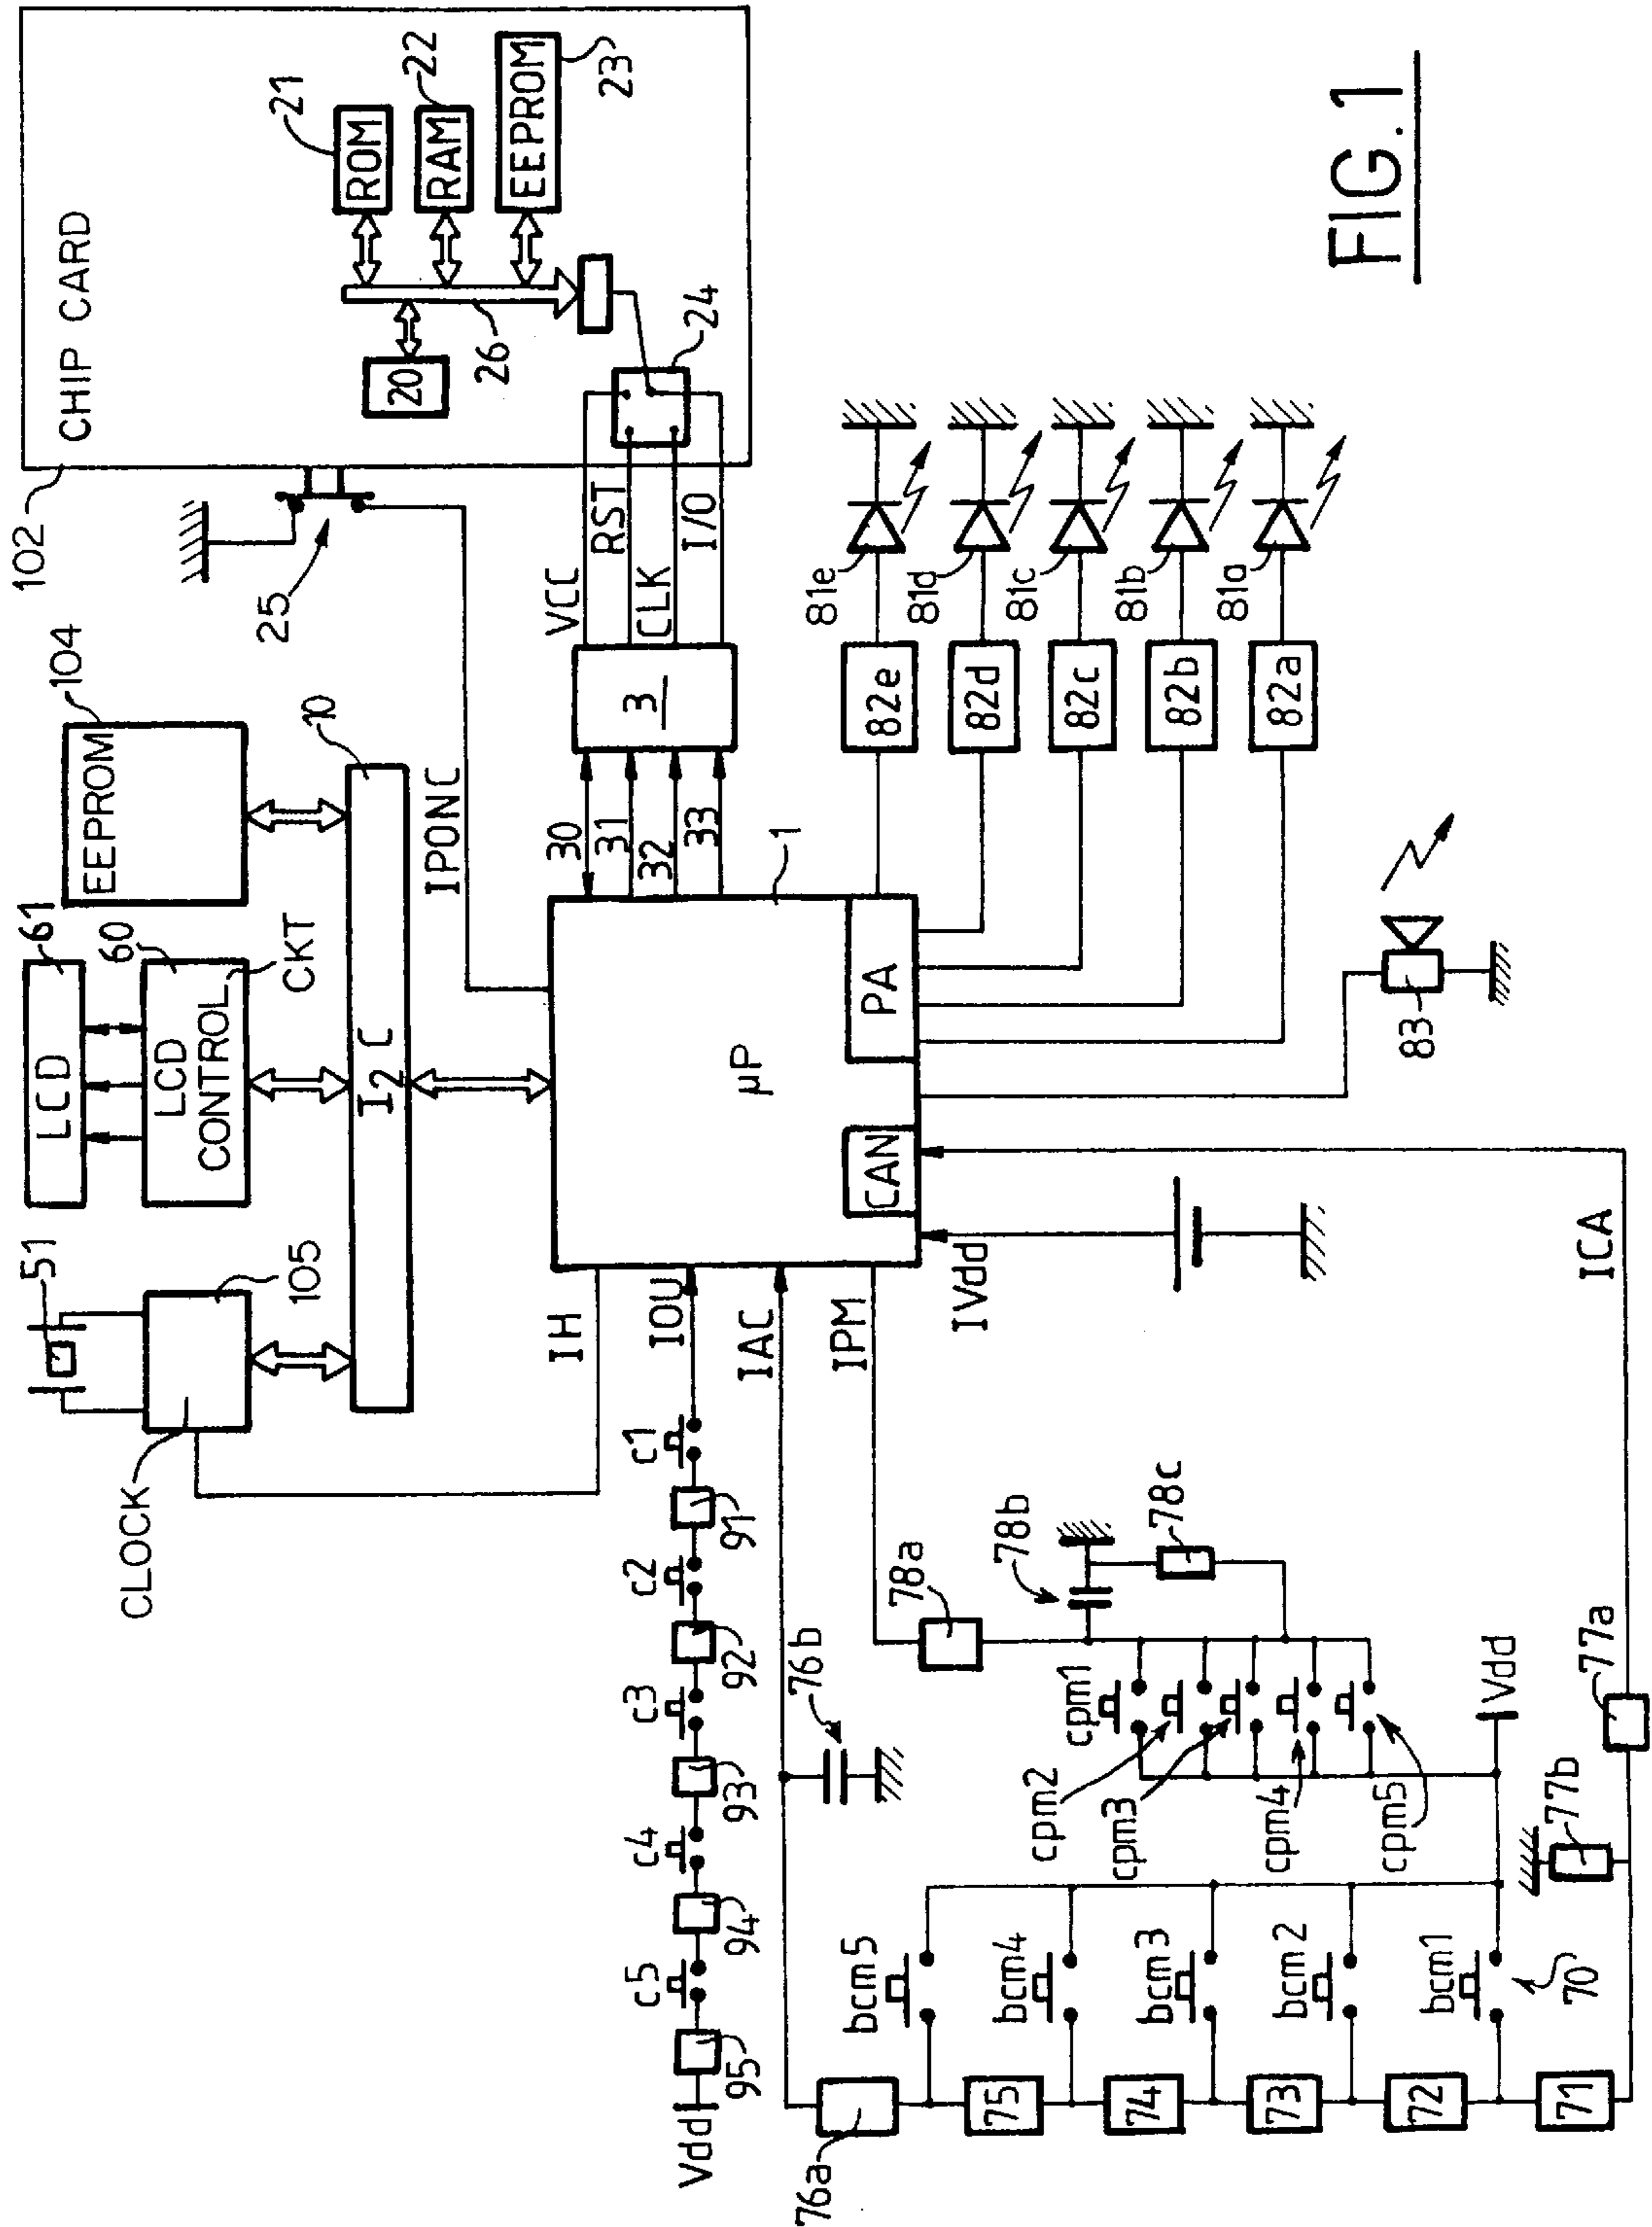 FIG.1
102
CHIP CARD
21
ROM
22
RAM
EEPROM
23
20
26
24
25
VCC
RST
CLK
I/O
3
30
31
32
33
104
EEPROM
10
IPONC
61
LCD
60
LCD
CONTROL
CKT
I2C
51
105
CLOCK
1
µP
PA
CAN
IH
IOU
IAC
IPM
IVdd
ICA
81e
81d
81c
81b
81a
82e
82d
82c
82b
82a
83
c1
91
c2
92
c3
93
c4
94
c5
95
Vdd
76b
76a
78a
78b
78c
cpm1
cpm2
cpm3
cpm4
cpm5
Vdd
77a
77b
bcm5
bcm4
bcm3
bcm2
bcm1
70
75
74
73
72
71